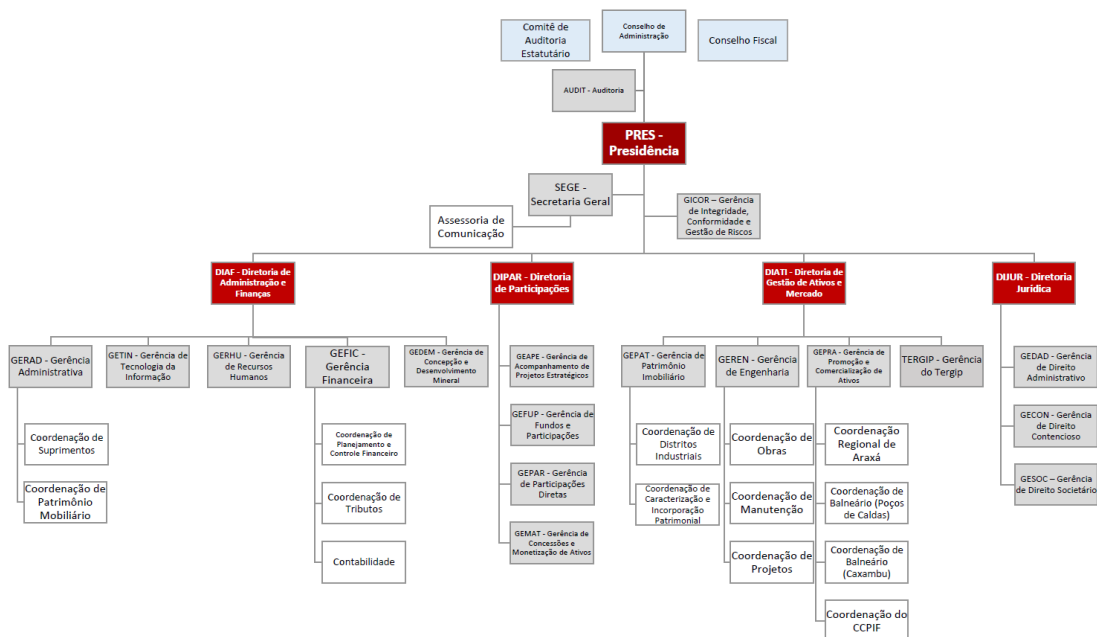 Comitê de
Auditoria
Estatutário
Conselho de
Administração
Conselho Fiscal
AUDIT - Auditoria
PRES -
Presidência
SEGE -
Secretaria Geral
Assessoria de
Comunicação
GICOR – Gerência
de Integridade,
Conformidade e
Gestão de Riscos
DIAF - Diretoria de
Administração e
Finanças
DIPAR - Diretoria
de Participações
DIATI - Diretoria de
Gestão de Ativos e
Mercado
DIJUR - Diretoria
Jurídica
GERAD - Gerência
Administrativa
GETIN - Gerência de
Tecnologia da
Informação
GERHU - Gerência
de Recursos
Humanos
GEFIC -
Gerência
Financeira
GEDEM - Gerência de
Concepção e
Desenvolvimento
Mineral
GEAPE - Gerência de
Acompanhamento de
Projetos Estratégicos
GEPAT - Gerência de
Patrimônio
Imobiliário
GEREN - Gerência
de Engenharia
GEPRA - Gerência de
Promoção e
Comercialização de
Ativos
TERGIP - Gerência
do Tergip
GEDAD - Gerência
de Direito
Administrativo
Coordenação de
Suprimentos
Coordenação de
Patrimônio
Mobiliário
Coordenação de
Planejamento e
Controle Financeiro
Coordenação de
Tributos
Contabilidade
GEFUP - Gerência de
Fundos e
Participações
GEPAR - Gerência
de Participações
Diretas
GEMAT - Gerência de
Concessões e
Monetização de Ativos
Coordenação de
Distritos
Industriais
Coordenação de
Caracterização e
Incorporação
Patrimonial
Coordenação de
Obras
Coordenação de
Manutenção
Coordenação de
Projetos
Coordenação
Regional de
Araxá
Coordenação de
Balneário (Poços
de Caldas)
Coordenação de
Balneário
(Caxambu)
Coordenação do
CCPIF
GECON - Gerência
de Direito
Contencioso
GESOC – Gerência
de Direito Societário